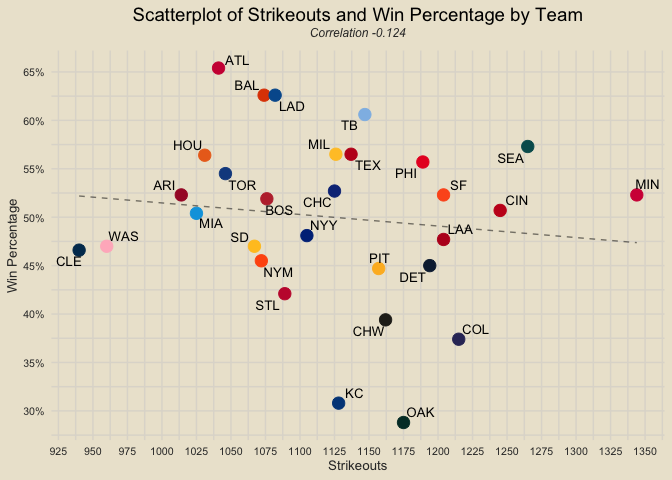 Scatterplot of Strikeouts and Win Percentage by Team
Correlation -0.124
Win Percentage
65%
60%
55%
50%
45%
40%
35%
30%
ATL
BAL
LAD
TB
MIL
TEX
HOU
PHI
SEA
ARI
TOR
BOS
CHC
SF
MIN
MIA
CIN
NYY
LAA
WAS
CLE
SD
NYM
PIT
DET
STL
CHW
COL
KC
OAK
925 950 975 1000 1025 1050 1075 1100 1125 1150 1175 1200 1225 1250 1275 1300 1325 1350
Strikeouts